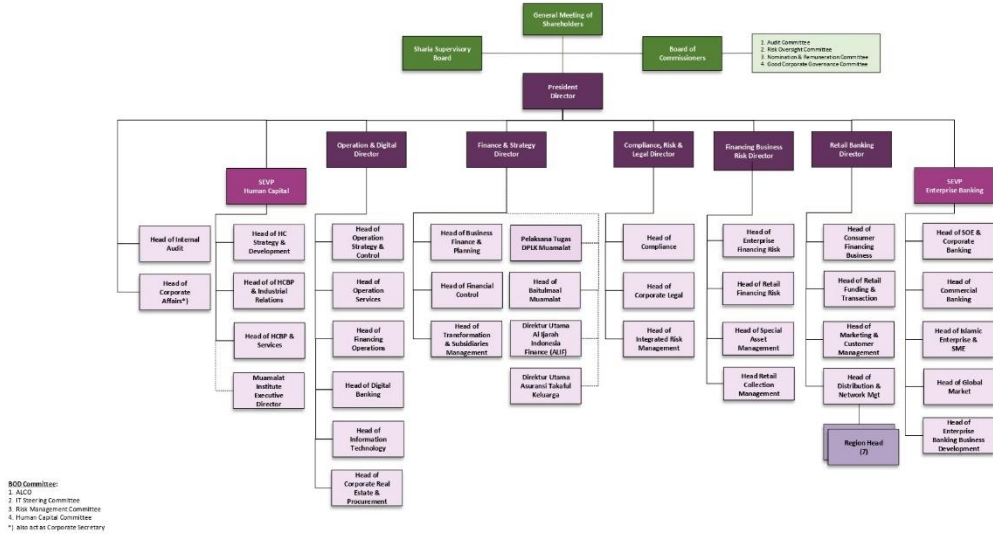 General Meeting of
Shareholders
Sharia Supervisory
Board
Board of
Commissioners
1. Audit Committee
2. Risk Oversight Committee
3. Nomination & Remuneration Committee
4. Good Corporate Governance Committee
President
Director
Operation & Digital
Director
Finance & Strategy
Director
Compliance, Risk &
Legal Director
Financing Business
Risk Director
Retail Banking
Director
SEVP
Human Capital
SEVP
Enterprise Banking
Head of Internal
Audit
Head of
Corporate
Affairs*)
Head of HC
Strategy &
Development
Head of HCBP
& Industrial
Relations
Head of HCBP
& Services
Muamalat
Institute
Executive
Director
Head of
Operation
Strategy &
Control
Head of
Operation
Services
Head of
Financing
Operations
Head of Digital
Banking
Head of
Information
Technology
Head of
Corporate Real
Estate &
Procurement
Head of Business
Finance &
Planning
Head of Financial
Control
Head of
Transformation
& Subsidiaries
Management
Pelaksana Tugas
DPLK Muamalat
Head of
Baitulmaal
Muamalat
Direktur Utama
Al Ijarah
Indonesia
Finance (ALIF)
Direktur Utama
Asuransi Takaful
Keluarga
Head of
Compliance
Head of
Corporate Legal
Head of
Integrated Risk
Management
Head of
Enterprise
Financing Risk
Head of Retail
Financing Risk
Head of Special
Asset
Management
Head Retail
Collection
Management
Head of
Consumer
Financing
Business
Head of Retail
Funding &
Transaction
Head of
Marketing &
Customer
Management
Head of
Distribution &
Network Mgt
Region Head
(7)
Head of SOE &
Corporate
Banking
Head of
Commercial
Banking
Head of Islamic
Enterprise &
SME
Head of Global
Market
Head of
Enterprise
Banking Business
Development
BOD Committee:
1. ALCO
2. IT Steering Committee
3. Risk Management Committee
4. Human Capital Committee
*) also act as Corporate Secretary